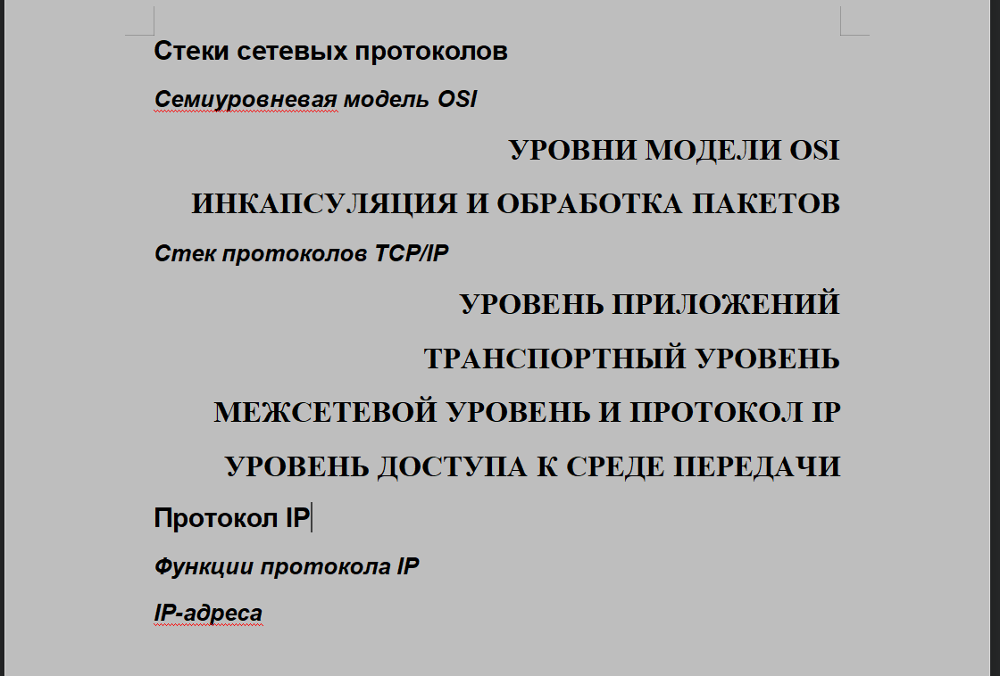 Стеки сетевых протоколов
Семиуровневая модель OSI
УРОВНИ МОДЕЛИ OSI
ИНКАПСУЛЯЦИЯ И ОБРАБОТКА ПАКЕТОВ
Стек протоколов TCP/IP
УРОВЕНЬ ПРИЛОЖЕНИЙ
ТРАНСПОРТНЫЙ УРОВЕНЬ
МЕЖСЕТЕВОЙ УРОВЕНЬ И ПРОТОКОЛ IP
УРОВЕНЬ ДОСТУПА К СРЕДЕ ПЕРЕДАЧИ
Протокол IP
Функции протокола IP
IP-адреса